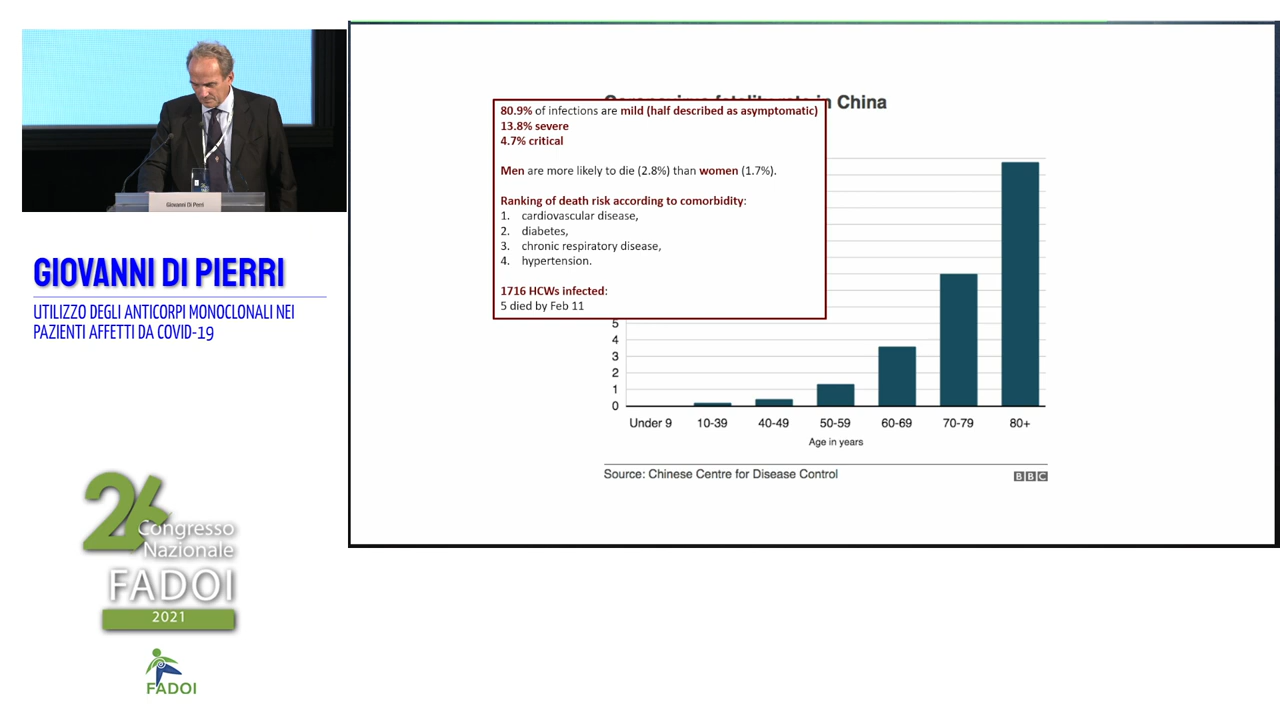 Giovanni Di Perri
GIOVANNI DI PIERRI
UTILIZZO DEGLI ANTICORPI MONOCLONALI NEI
PAZIENTI AFFETTI DA COVID-19
26
Congresso
Nazionale
FADOI
2021
FADOI
in China
80.9% of infections are mild (half described as asymptomatic)
13.8% severe
4.7% critical
Men are more likely to die (2.8%) than women (1.7%).
Ranking of death risk according to comorbidity:
1. cardiovascular disease,
2. diabetes,
3. chronic respiratory disease,
4. hypertension.
1716 HCWs infected:
5 died by Feb 11
5
4
3
2
1
0
Under 9 10-39 40-49 50-59 60-69 70-79 80+
Age in years
Source: Chinese Centre for Disease Control
BBC